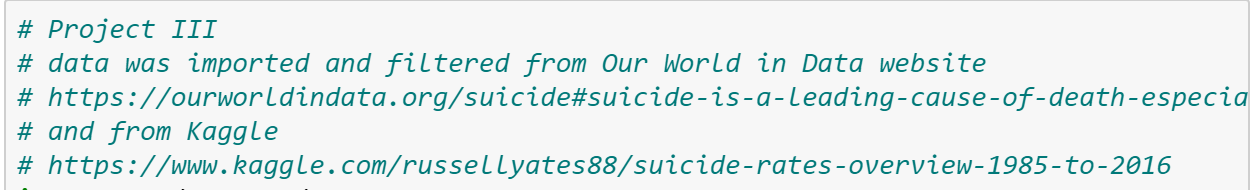 # Project III
# data was imported and filtered from Our World in Data website
# https://ourworldindata.org/suicide#suicide-is-a-leading-cause-of-death-especia
# and from Kaggle
# https://www.kaggle.com/russellyates88/suicide-rates-overview-1985-to-2016